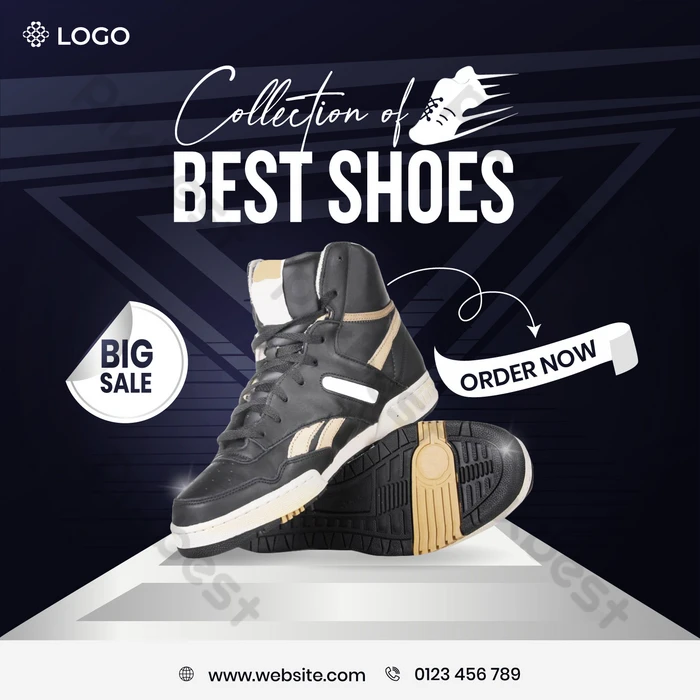 LOGO
Collection of
BEST SHOES
BIG
SALE
ORDER NOW
www.website.com
0123 456 789